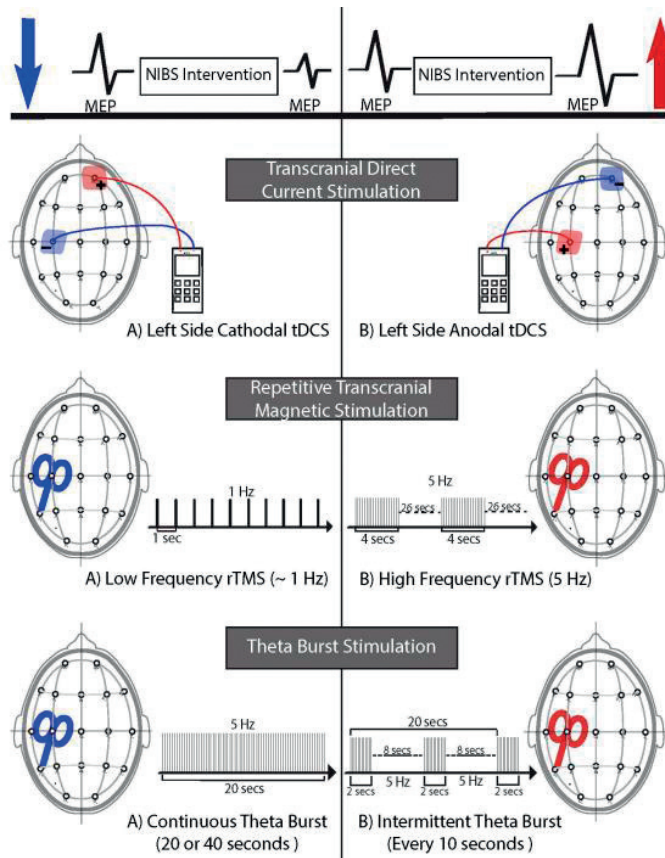 NIBS Intervention
MEP
MEP
NIBS Intervention
MEP
MEP
Transcranial Direct
Current Stimulation
+
−
A) Left Side Cathodal tDCS
−
+
B) Left Side Anodal tDCS
Repetitive Transcranial
Magnetic Stimulation
1 Hz
1 sec
A) Low Frequency rTMS (~ 1 Hz)
5 Hz
26 secs
26 secs
4 secs
4 secs
B) High Frequency rTMS (5 Hz)
Theta Burst Stimulation
5 Hz
20 secs
A) Continuous Theta Burst
(20 or 40 seconds )
20 secs
8 secs
8 secs
5 Hz
5 Hz
2 secs
2 secs
2 secs
B) Intermittent Theta Burst
(Every 10 seconds)